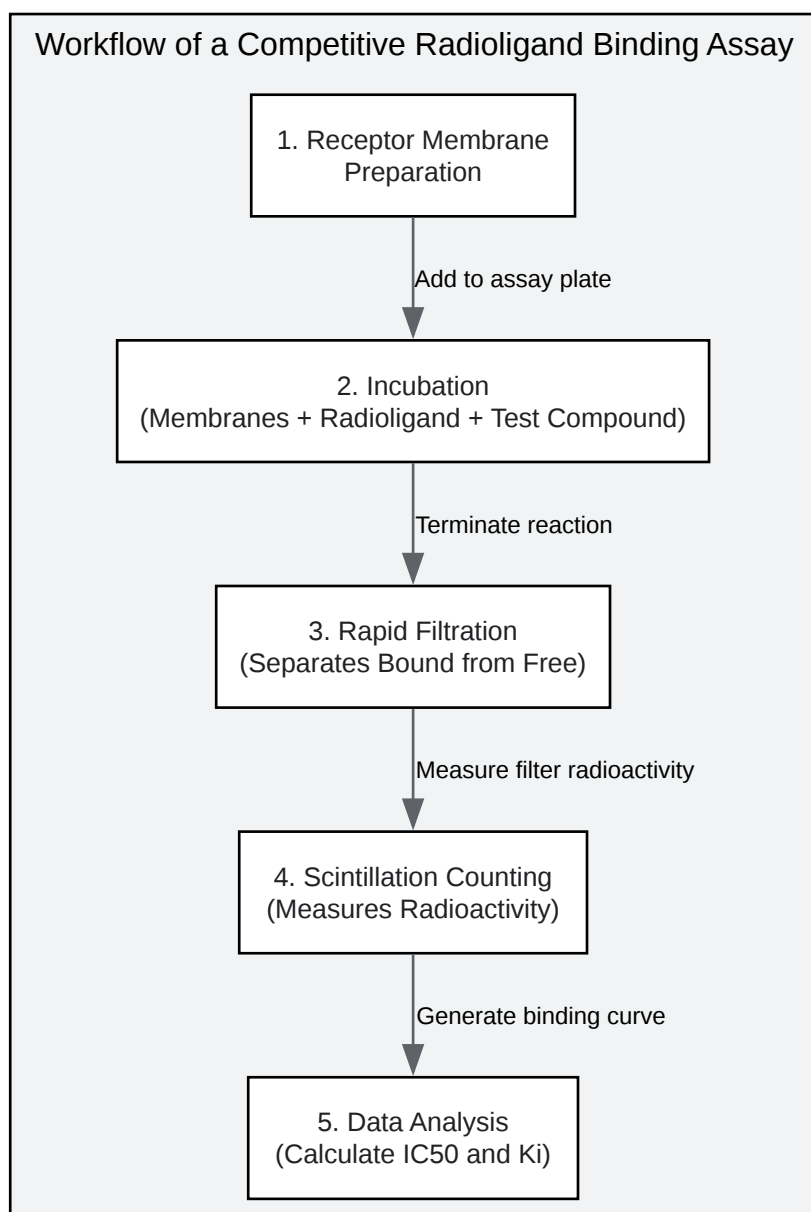 Workflow of a Competitive Radioligand Binding Assay
1. Receptor Membrane
Preparation
Add to assay plate
2. Incubation
(Membranes + Radioligand + Test Compound)
Terminate reaction
3. Rapid Filtration
(Separates Bound from Free)
Measure filter radioactivity
4. Scintillation Counting
(Measures Radioactivity)
Generate binding curve
5. Data Analysis
(Calculate IC50 and Ki)